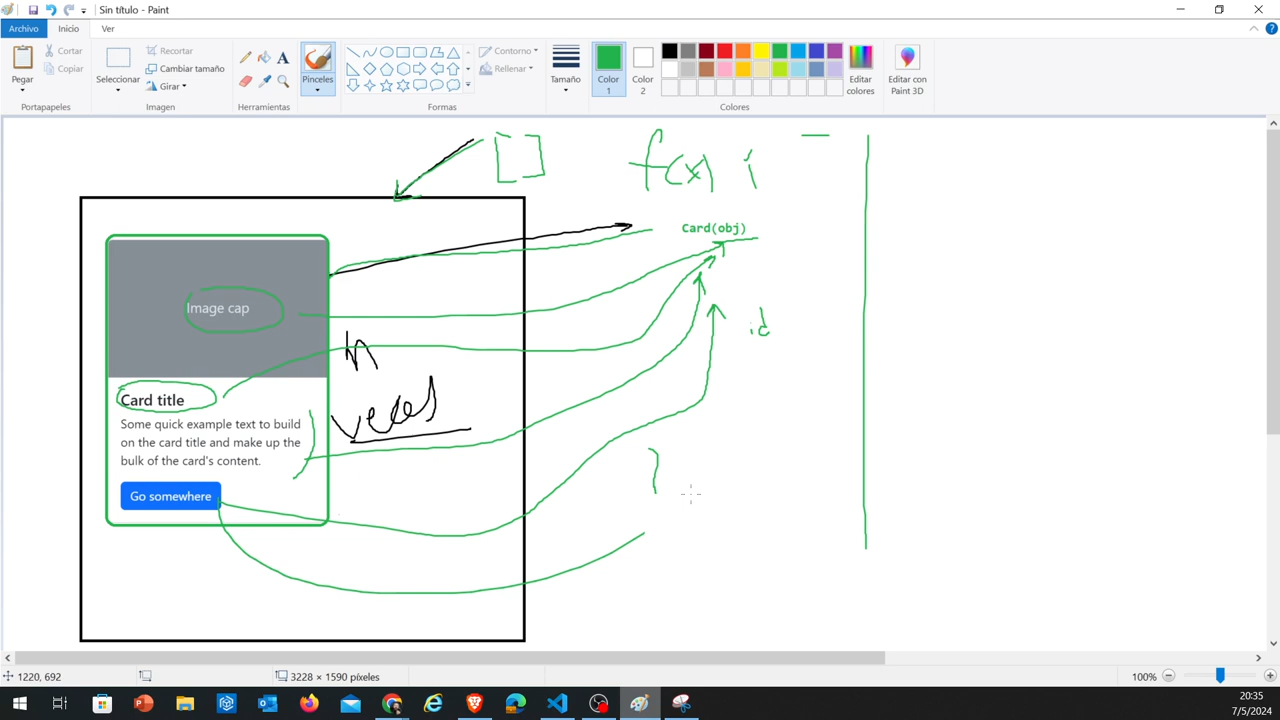 Sin título - Paint
Archivo
Inicio
Ver
Pegar
Cortar
Copiar
Portapapeles
Seleccionar
Recortar
Cambiar tamaño
Girar
Imagen
A
Herramientas
Pinceles
Contorno
Rellenar
Formas
Tamaño
Color
1
Color
2
Editar
colores
Colores
Editar con
Paint 3D
[ ]
f(x) i
Card(obj)
Image cap
id
n
Card title
veces
Some quick example text to build
on the card title and make up the
bulk of the card's content.
Go somewhere
1220, 692
3228 × 1590 píxeles
100%
20:35
7/5/2024